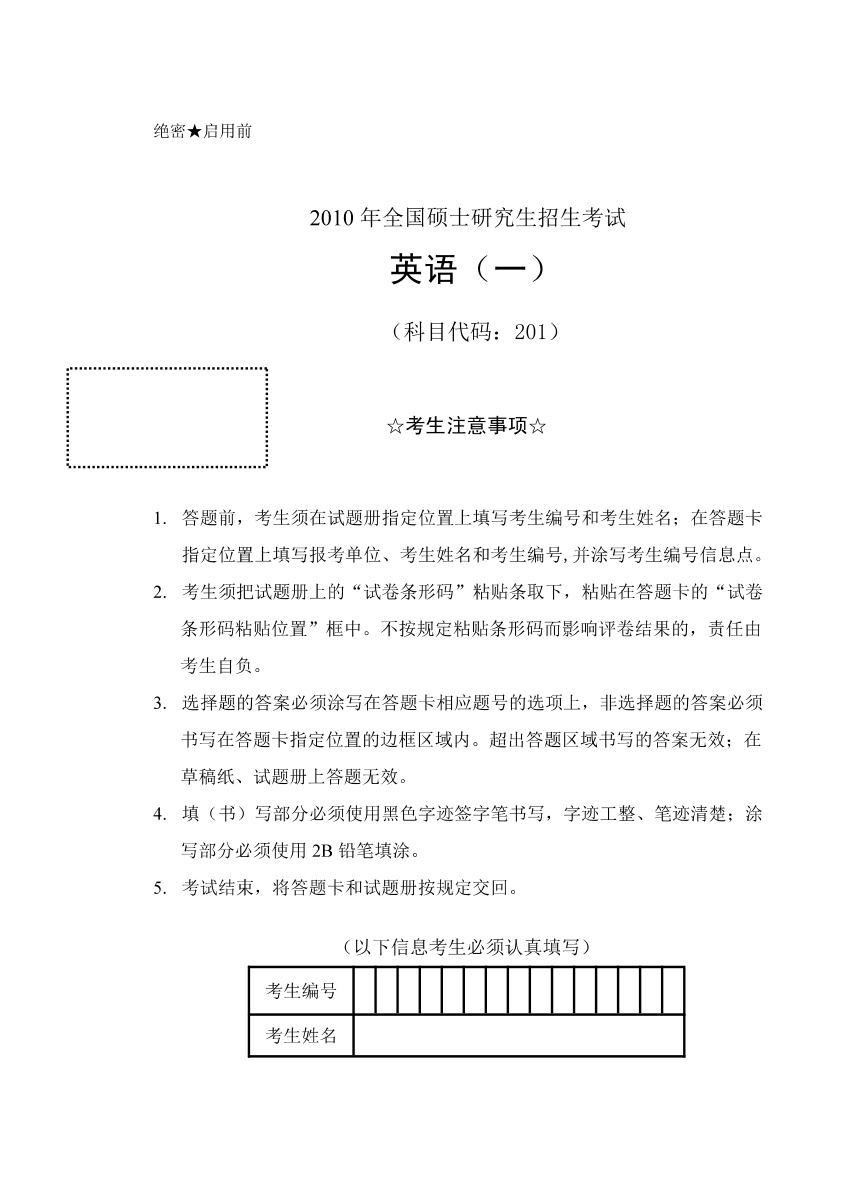 绝密★启用前
2010 年全国硕士研究生招生考试
英语（一）
（科目代码：201）
☆考生注意事项☆
1. 答题前，考生须在试题册指定位置上填写考生编号和考生姓名；在答题卡
指定位置上填写报考单位、考生姓名和考生编号,并涂写考生编号信息点。
2. 考生须把试题册上的“试卷条形码”粘贴条取下，粘贴在答题卡的“试卷
条形码粘贴位置”框中。不按规定粘贴条形码而影响评卷结果的，责任由
考生自负。
3. 选择题的答案必须涂写在答题卡相应题号的选项上，非选择题的答案必须
书写在答题卡指定位置的边框区域内。超出答题区域书写的答案无效；在
草稿纸、试题册上答题无效。
4. 填（书）写部分必须使用黑色字迹签字笔书写，字迹工整、笔迹清楚；涂
写部分必须使用 2B 铅笔填涂。
5. 考试结束，将答题卡和试题册按规定交回。
（以下信息考生必须认真填写）
考生编号
考生姓名